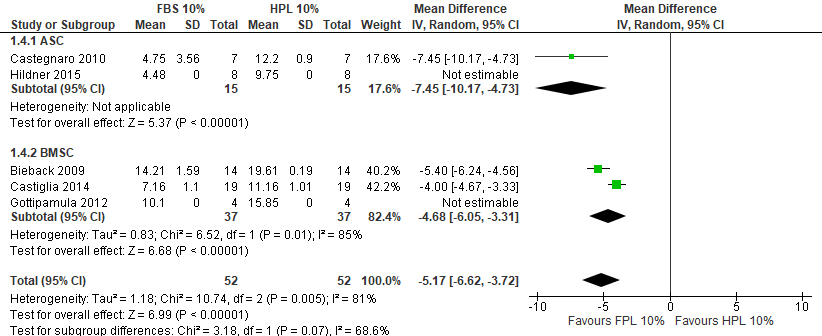 FBS 10% HPL 10% Mean Difference Mean Difference
Study or Subgroup Mean SD Total Mean SD Total Weight IV, Random, 95% CI IV, Random, 95% CI
1.4.1 ASC
Castegnaro 2010 4.75 3.56 7 12.2 0.9 7 17.6% -7.45 [-10.17, -4.73]
Hildner 2015 4.48 0 8 9.75 0 8 Not estimable
Subtotal (95% CI) 15 15 17.6% -7.45 [-10.17, -4.73]
Heterogeneity: Not applicable
Test for overall effect: Z = 5.37 (P < 0.00001)
1.4.2 BMSC
Bieback 2009 14.21 1.59 14 19.61 0.19 14 40.2% -5.40 [-6.24, -4.56]
Castiglia 2014 7.16 1.1 19 11.16 1.01 19 42.2% -4.00 [-4.67, -3.33]
Gottipamula 2012 10.1 0 4 15.85 0 4 Not estimable
Subtotal (95% CI) 37 37 82.4% -4.68 [-6.05, -3.31]
Heterogeneity: Tau² = 0.83; Chi² = 6.52, df = 1 (P = 0.01); I² = 85%
Test for overall effect: Z = 6.68 (P < 0.00001)
Total (95% CI) 52 52 100.0% -5.17 [-6.62, -3.72]
Heterogeneity: Tau² = 1.18; Chi² = 10.74, df = 2 (P = 0.005); I² = 81%
Test for overall effect: Z = 6.99 (P < 0.00001)
Test for subgroup differences: Chi² = 3.18, df = 1 (P = 0.07), I² = 68.6%
-10 -5 0 5 10
Favours FPL 10% Favours HPL 10%